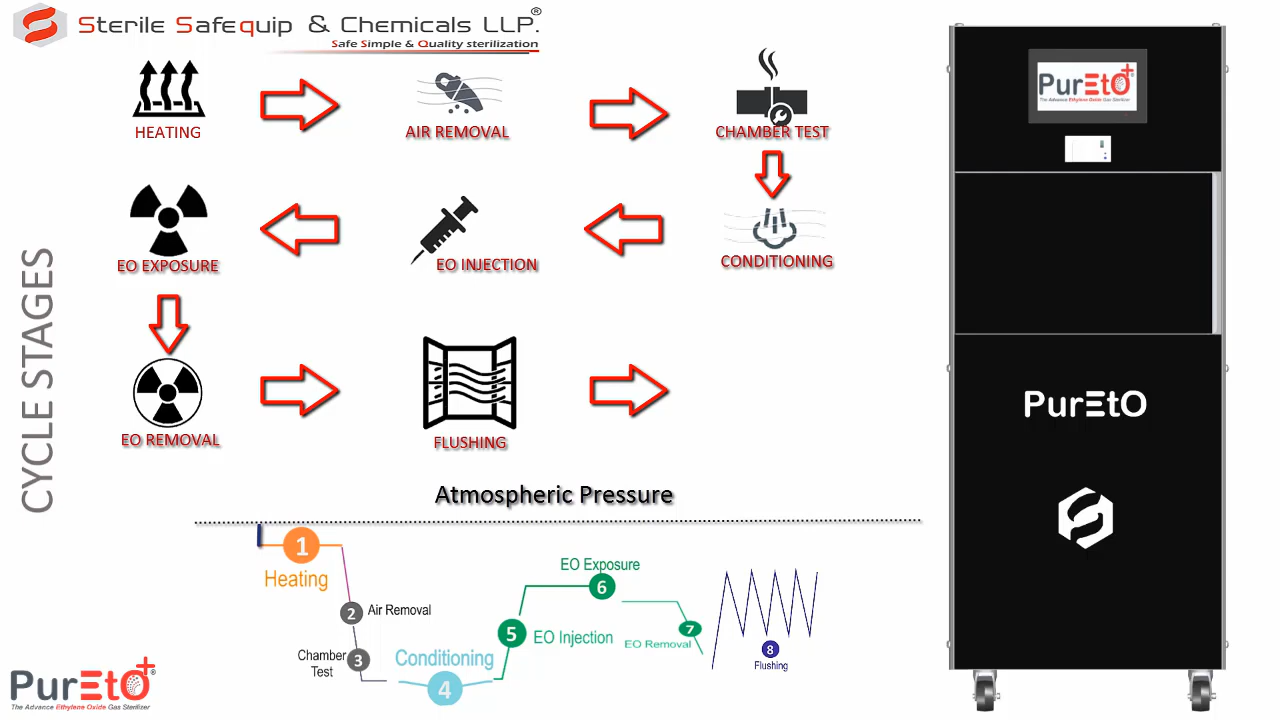 Sterile Safequip & Chemicals LLP.®
Safe Simple & Quality sterilization
HEATING
AIR REMOVAL
CHAMBER TEST
EO EXPOSURE
EO INJECTION
CONDITIONING
EO REMOVAL
FLUSHING
CYCLE STAGES
Atmospheric Pressure
1
Heating
2
Air Removal
3
Chamber
Test
Conditioning
4
5
EO Injection
EO Exposure
6
7
EO Removal
8
Flushing
PurEto+®
The Advance Ethylene Oxide Gas Sterilizer
PurEto+®
The Advance Ethylene Oxide Gas Sterilizer
PurEtO